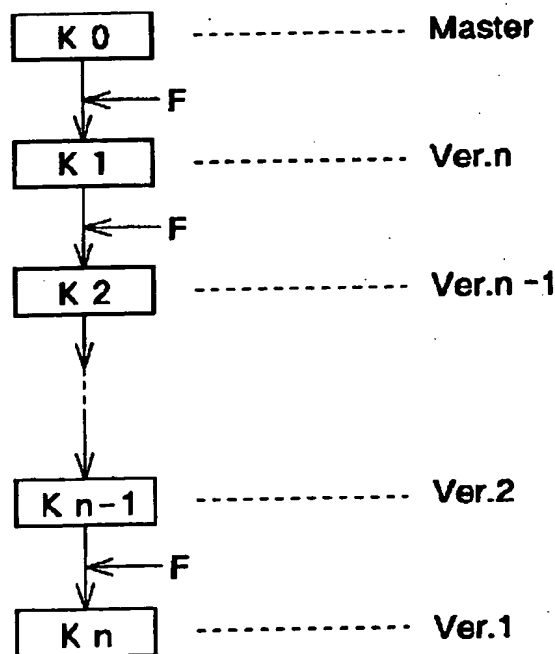 K 0 Master
F
K 1 Ver.n
F
K 2 Ver.n-1
K n-1 Ver.2
F
K n Ver.1